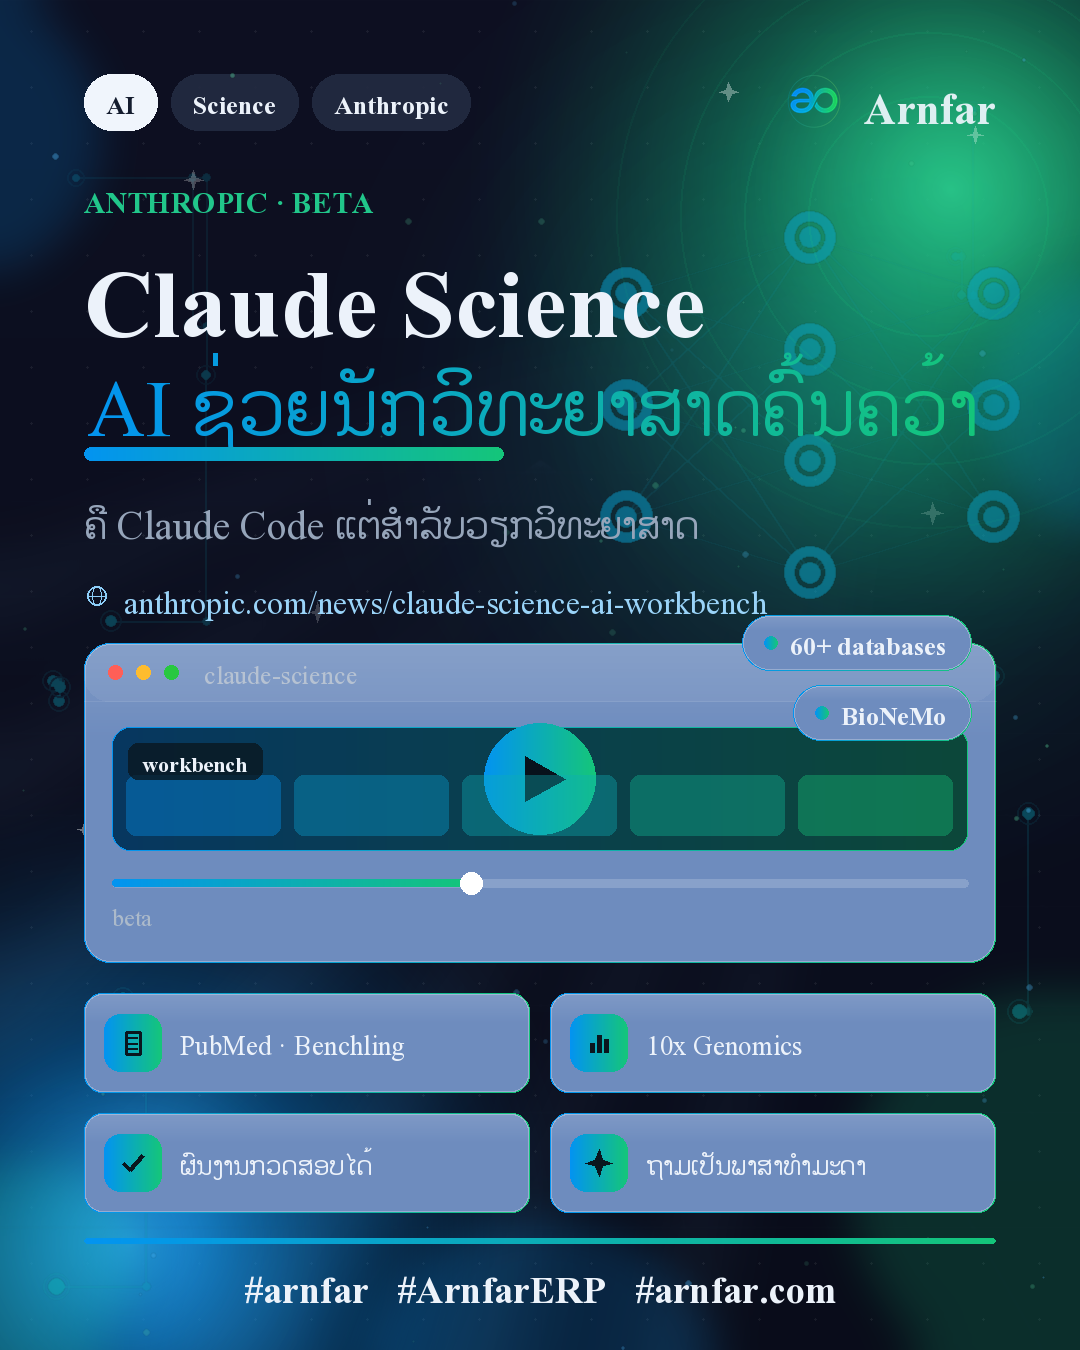 AI Science Anthropic
Arnfar
ANTHROPIC · BETA
Claude Science
AI ຊ່ວຍນັກວິທະຍາສາດຄົ້ນຄວ້າ
ຄື Claude Code ແຕ່ສຳລັບວຽກວິທະຍາສາດ
anthropic.com/news/claude-science-ai-workbench
60+ databases
claude-science
BioNeMo
workbench
beta
PubMed · Benchling
10x Genomics
ຜົນງານກວດສອບໄດ້
ຖາມເປັນພາສາທຳມະດາ
#arnfar #ArnfarERP #arnfar.com